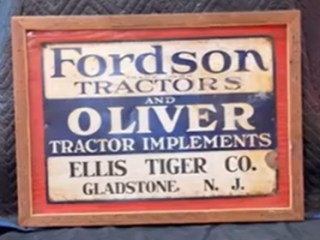 Fordson
TRACTORS
AND
OLIVER
TRACTOR IMPLEMENTS
ELLIS TIGER CO.
GLADSTONE. N. J.